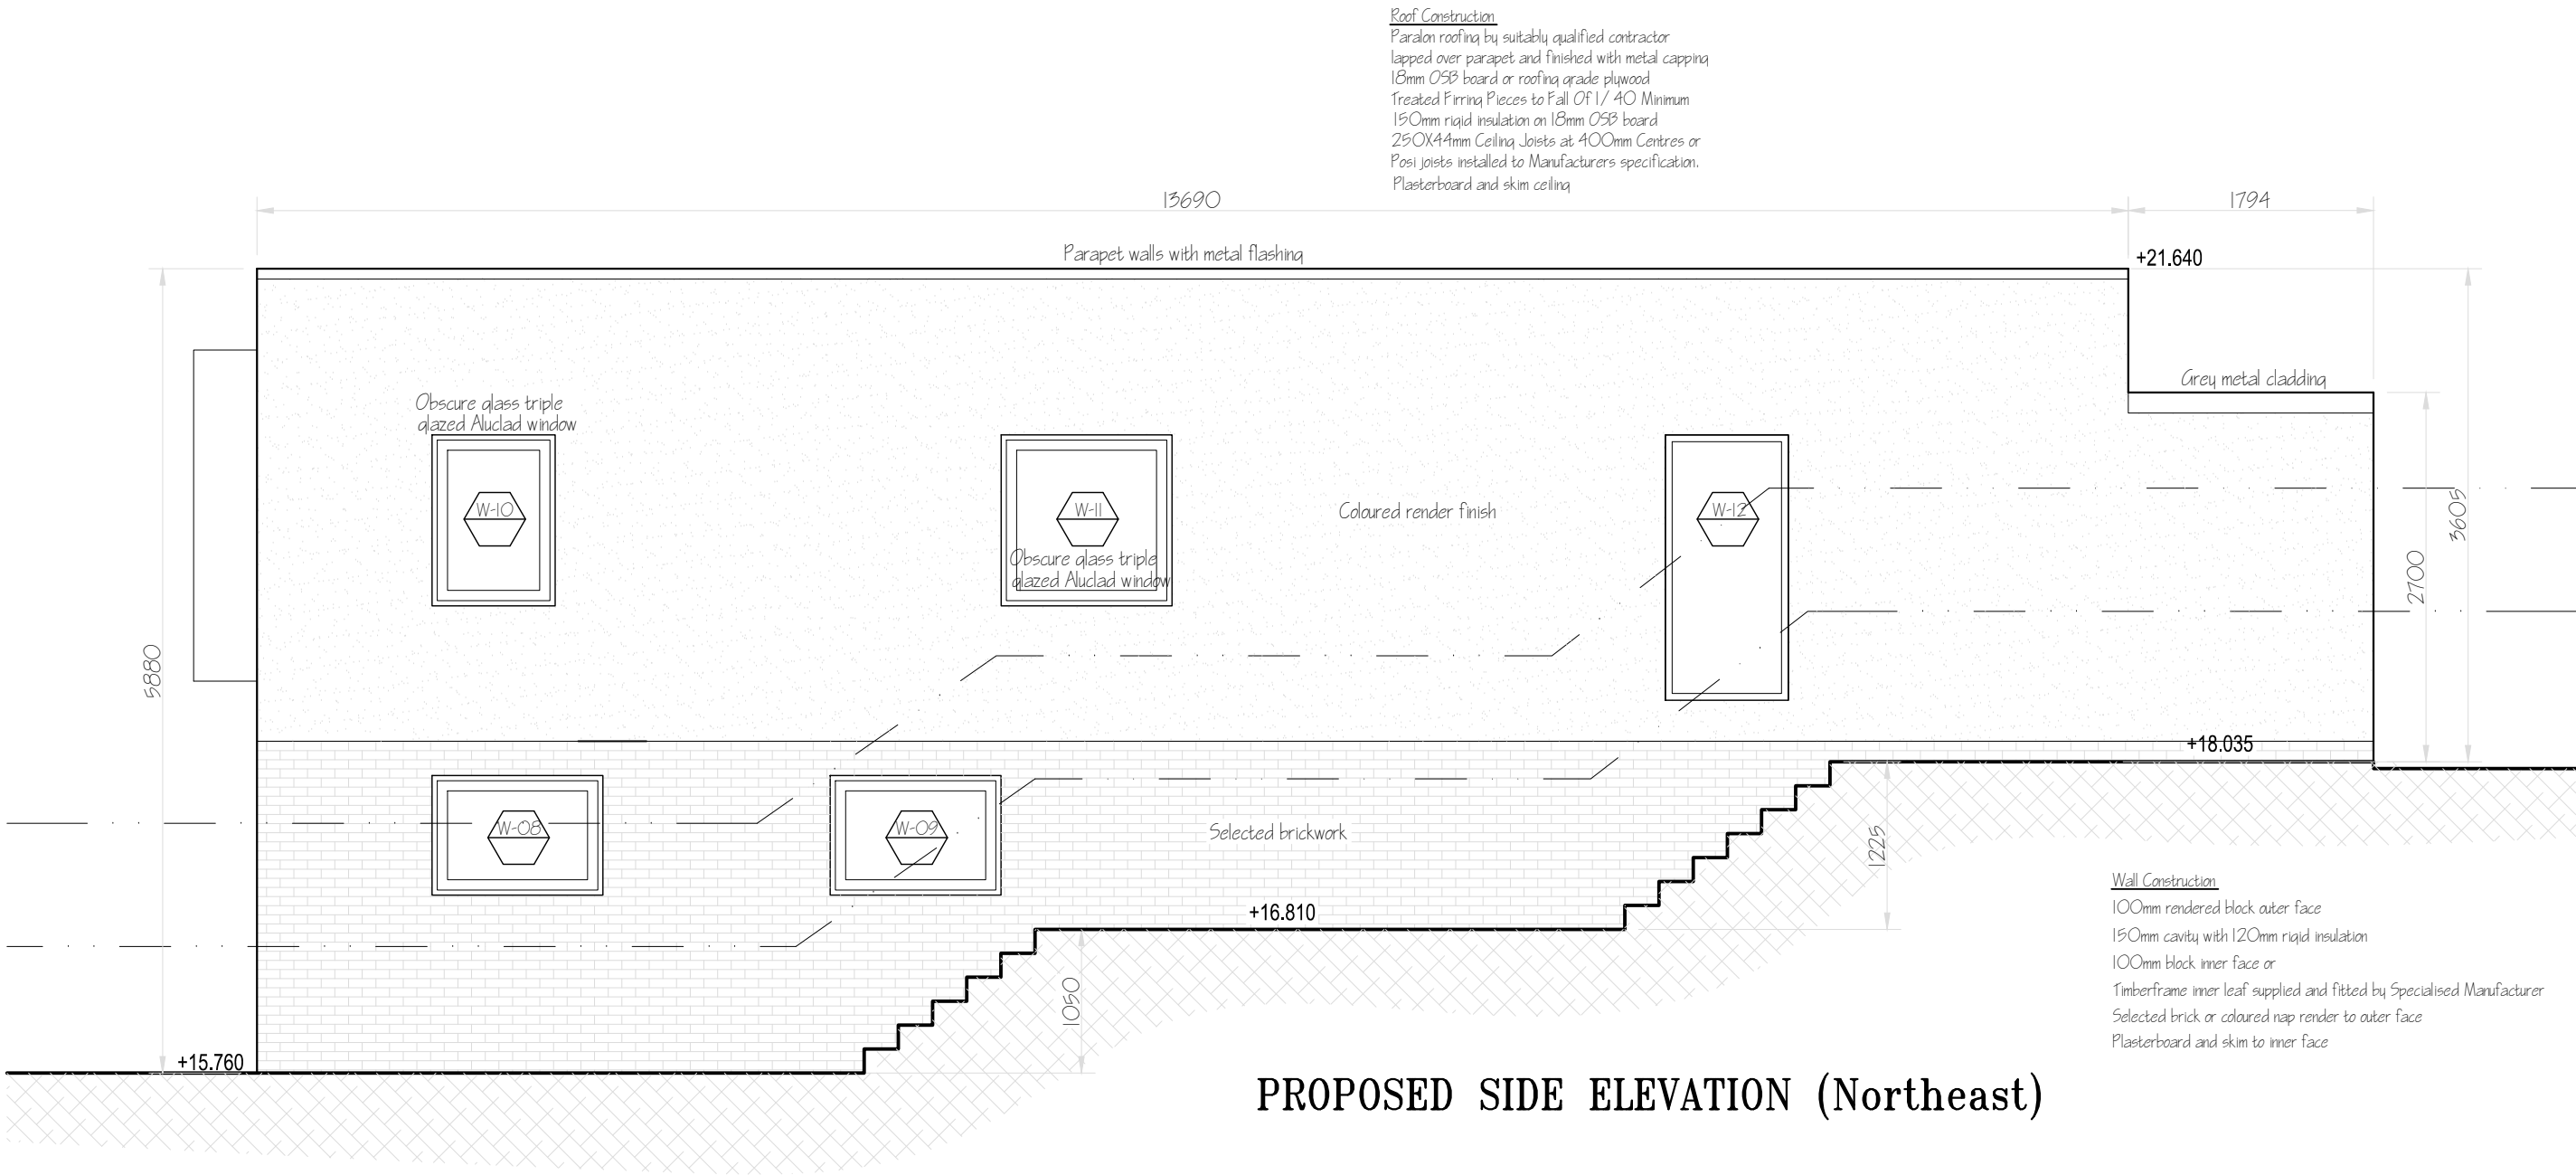 Roof Construction
Paralon roofing by suitably qualified contractor
lapped over parapet and finished with metal capping
18mm OSB board or roofing grade plywood
Treated Firring Pieces to Fall Of 1/ 40 Minimum
150mm rigid insulation on 18mm OSB board
250X44mm Ceiling Joists at 400mm Centres or
Posi joists installed to Manufacturers specification.
Plasterboard and skim ceiling
13690
1794
Parapet walls with metal flashing
+21.640
Grey metal cladding
Obscure glass triple
glazed Aluclad window
W-10
W-11
Obscure glass triple
glazed Aluclad window
Coloured render finish
W-12
3605
2700
5880
+18.035
W-08
W-09
Selected brickwork
1225
+16.810
1050
+15.760
Wall Construction
100mm rendered block outer face
150mm cavity with 120mm rigid insulation
100mm block inner face or
Timberframe inner leaf supplied and fitted by Specialised Manufacturer
Selected brick or coloured nap render to outer face
Plasterboard and skim to inner face
PROPOSED SIDE ELEVATION (Northeast)